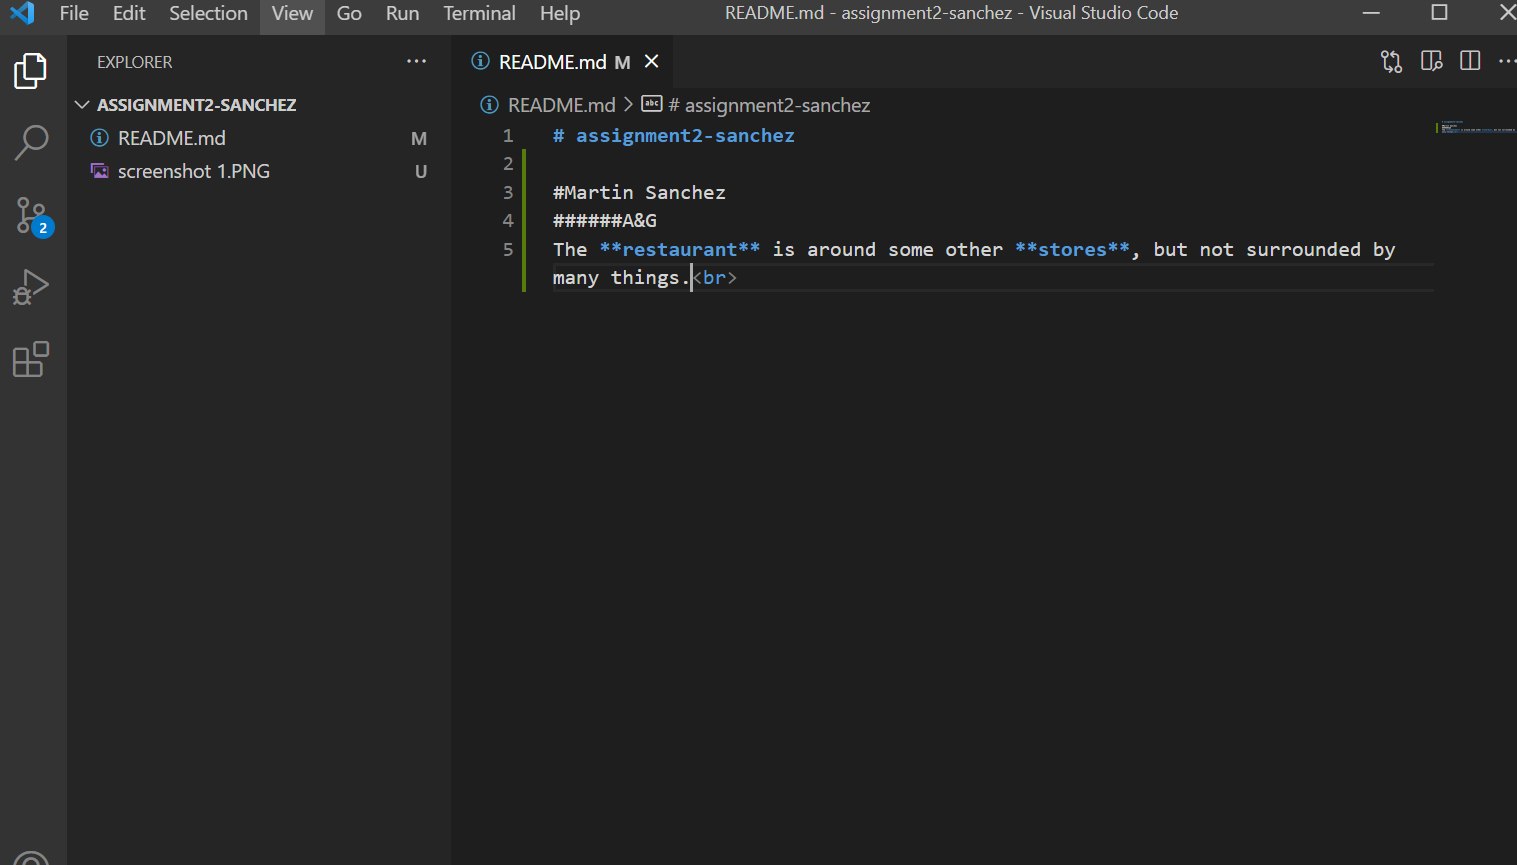 File Edit Selection View Go Run Terminal Help README.md - assignment2-sanchez - Visual Studio Code
EXPLORER
ASSIGNMENT2-SANCHEZ
README.md M
screenshot 1.PNG U
2
README.md M
README.md > abc # assignment2-sanchez
1 # assignment2-sanchez
2
3 #Martin Sanchez
4 ######A&G
5 The **restaurant** is around some other **stores**, but not surrounded by
many things.<br>